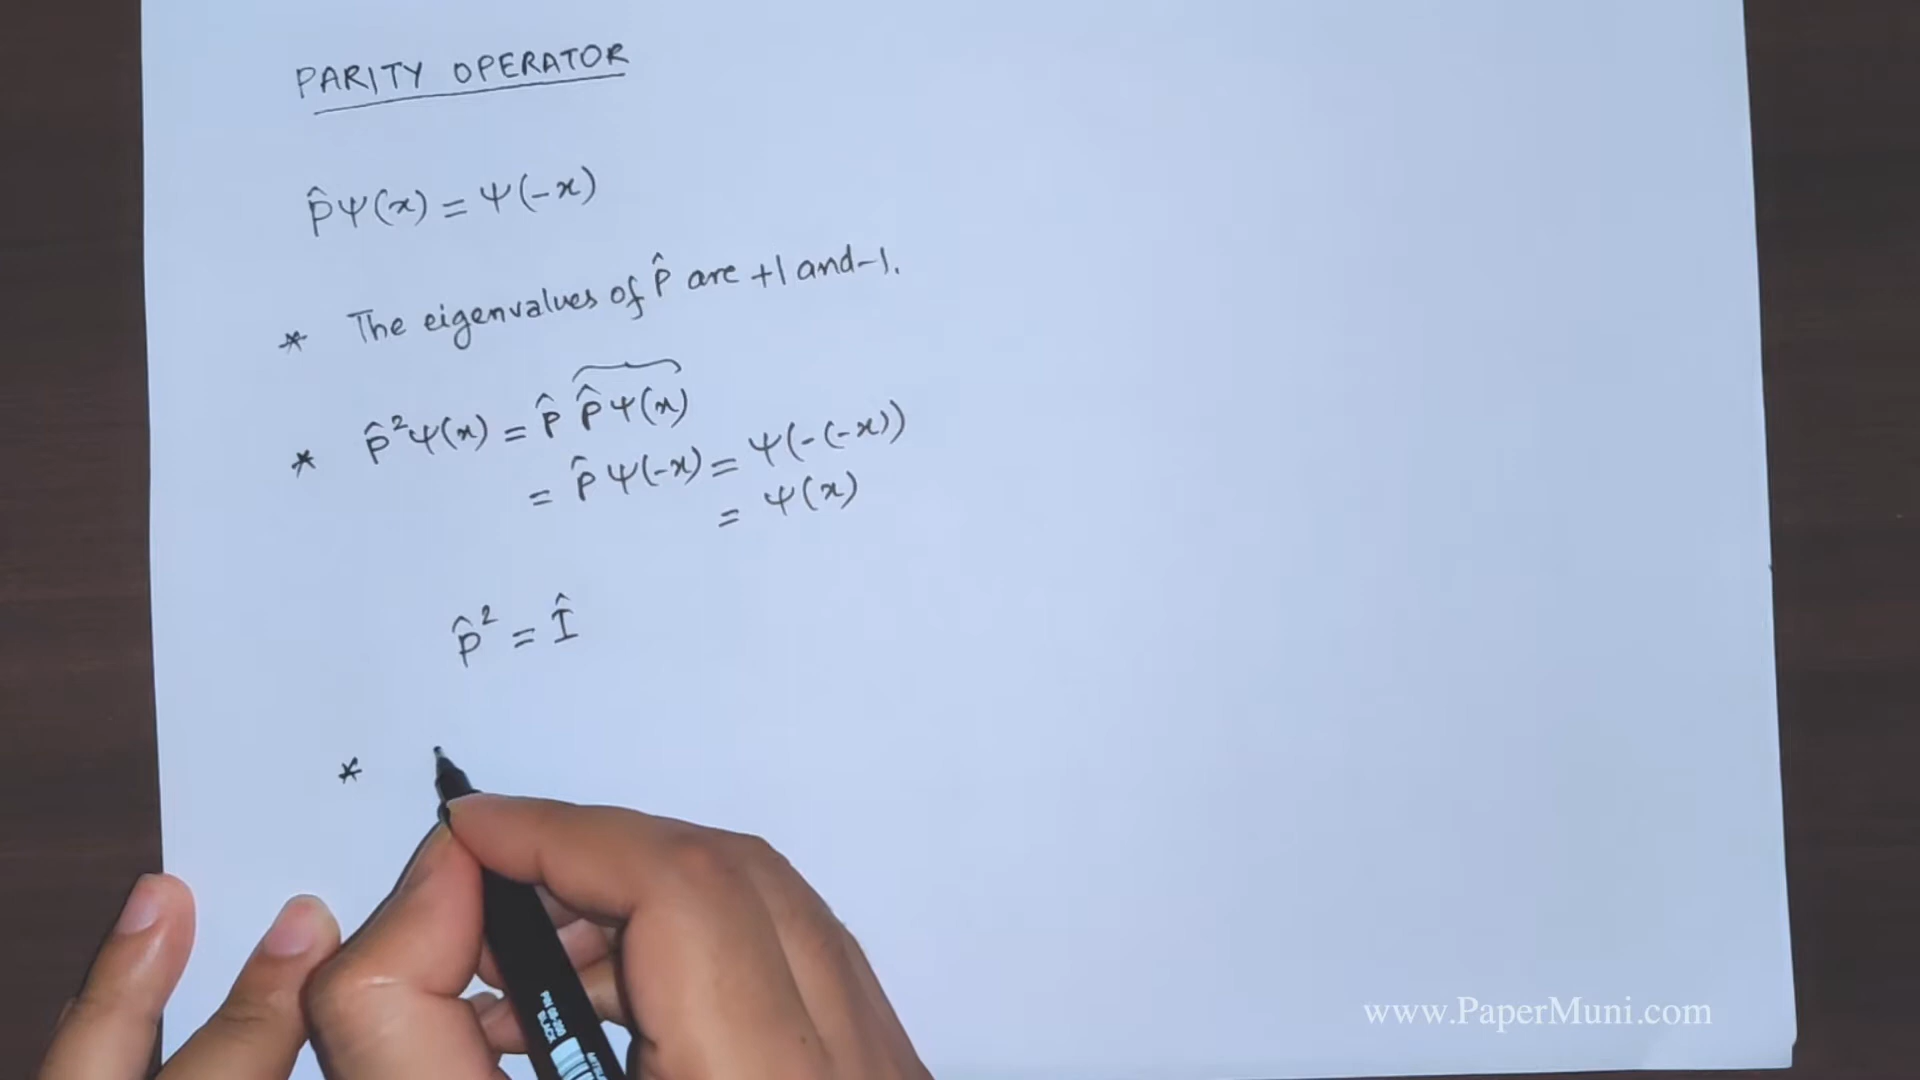 PARITY OPERATOR
P̂Ψ(x) = Ψ(-x)
* The eigenvalues of P̂ are +1 and -1.
* P̂²Ψ(x) = P̂ P̂Ψ(x)
= P̂Ψ(-x) = Ψ(-(-x))
= Ψ(x)
P̂² = Î
*
www.PaperMuni.com